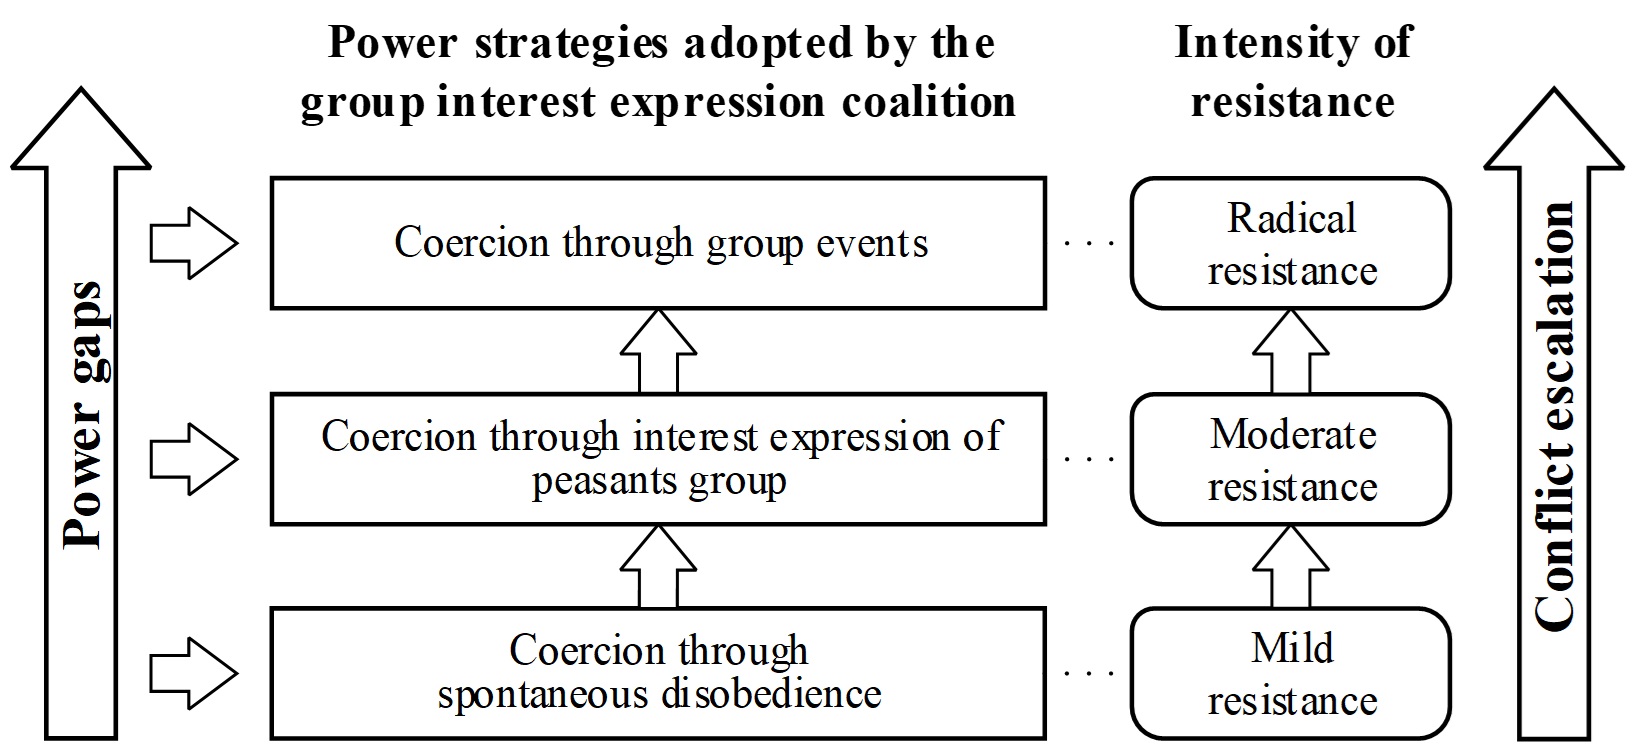 Power strategies adopted by the
group interest expression coalition
Intensity of
resistance
Power gaps
Coercion through group events
. . .
Radical
resistance
Coercion through interest expression of
peasants group
. . .
Moderate
resistance
Coercion through
spontaneous disobedience
. . .
Mild
resistance
Conflict escalation